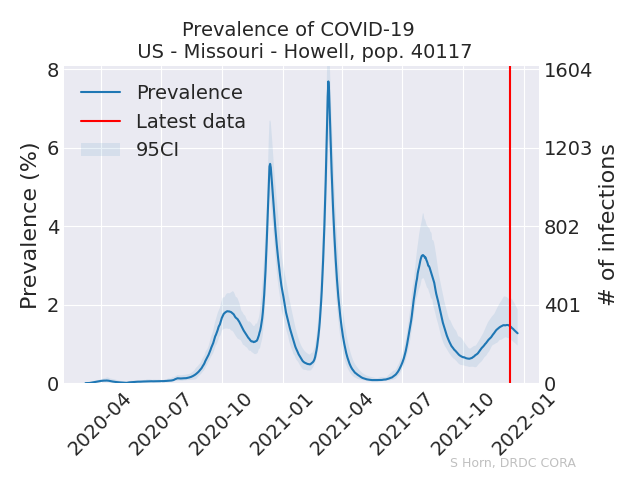 Prevalence of COVID-19
US - Missouri - Howell, pop. 40117
Prevalence
Latest data
95CI
Prevalence (%)
8
6
4
2
0
1604
1203
802
401
0
# of infections
2020-04
2020-07
2020-10
2021-01
2021-04
2021-07
2021-10
2022-01
S Horn, DRDC CORA